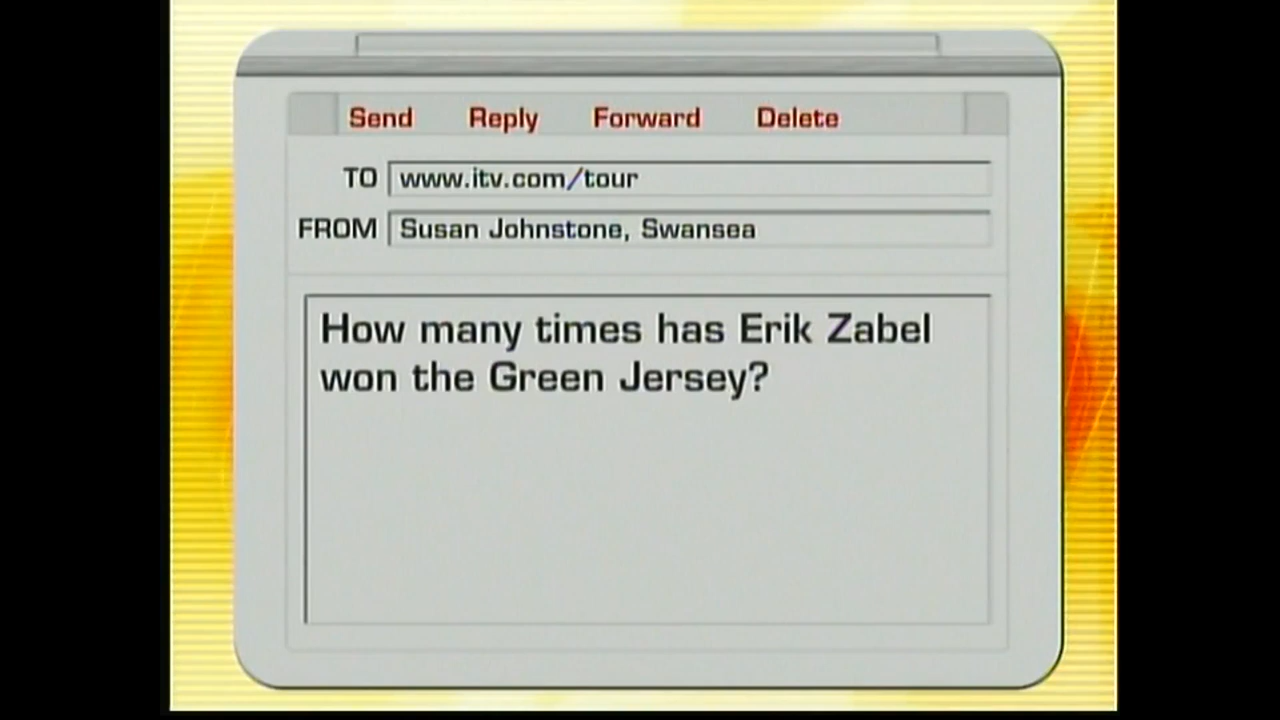 Send Reply Forward Delete
TO www.itv.com/tour
FROM Susan Johnstone, Swansea
How many times has Erik Zabel
won the Green Jersey?